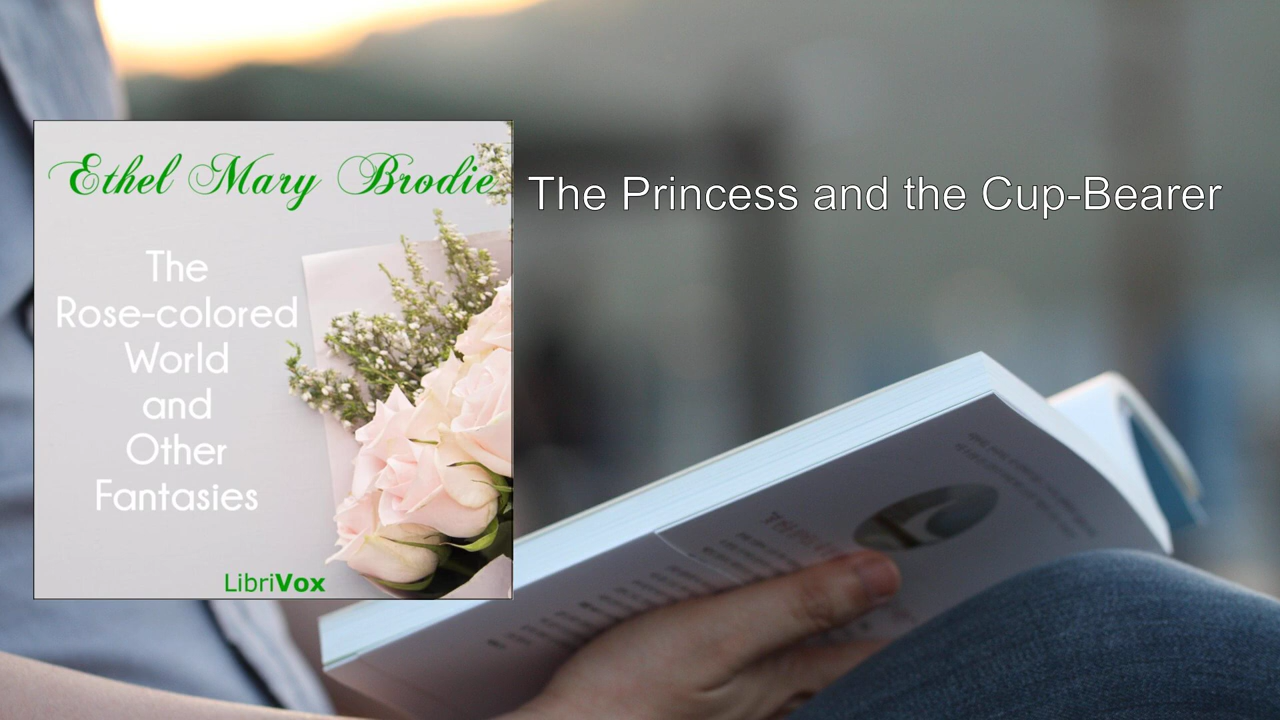 Ethel Mary Brodie
The
Rose-colored
World
and
Other
Fantasies
LibriVox
The Princess and the Cup-Bearer